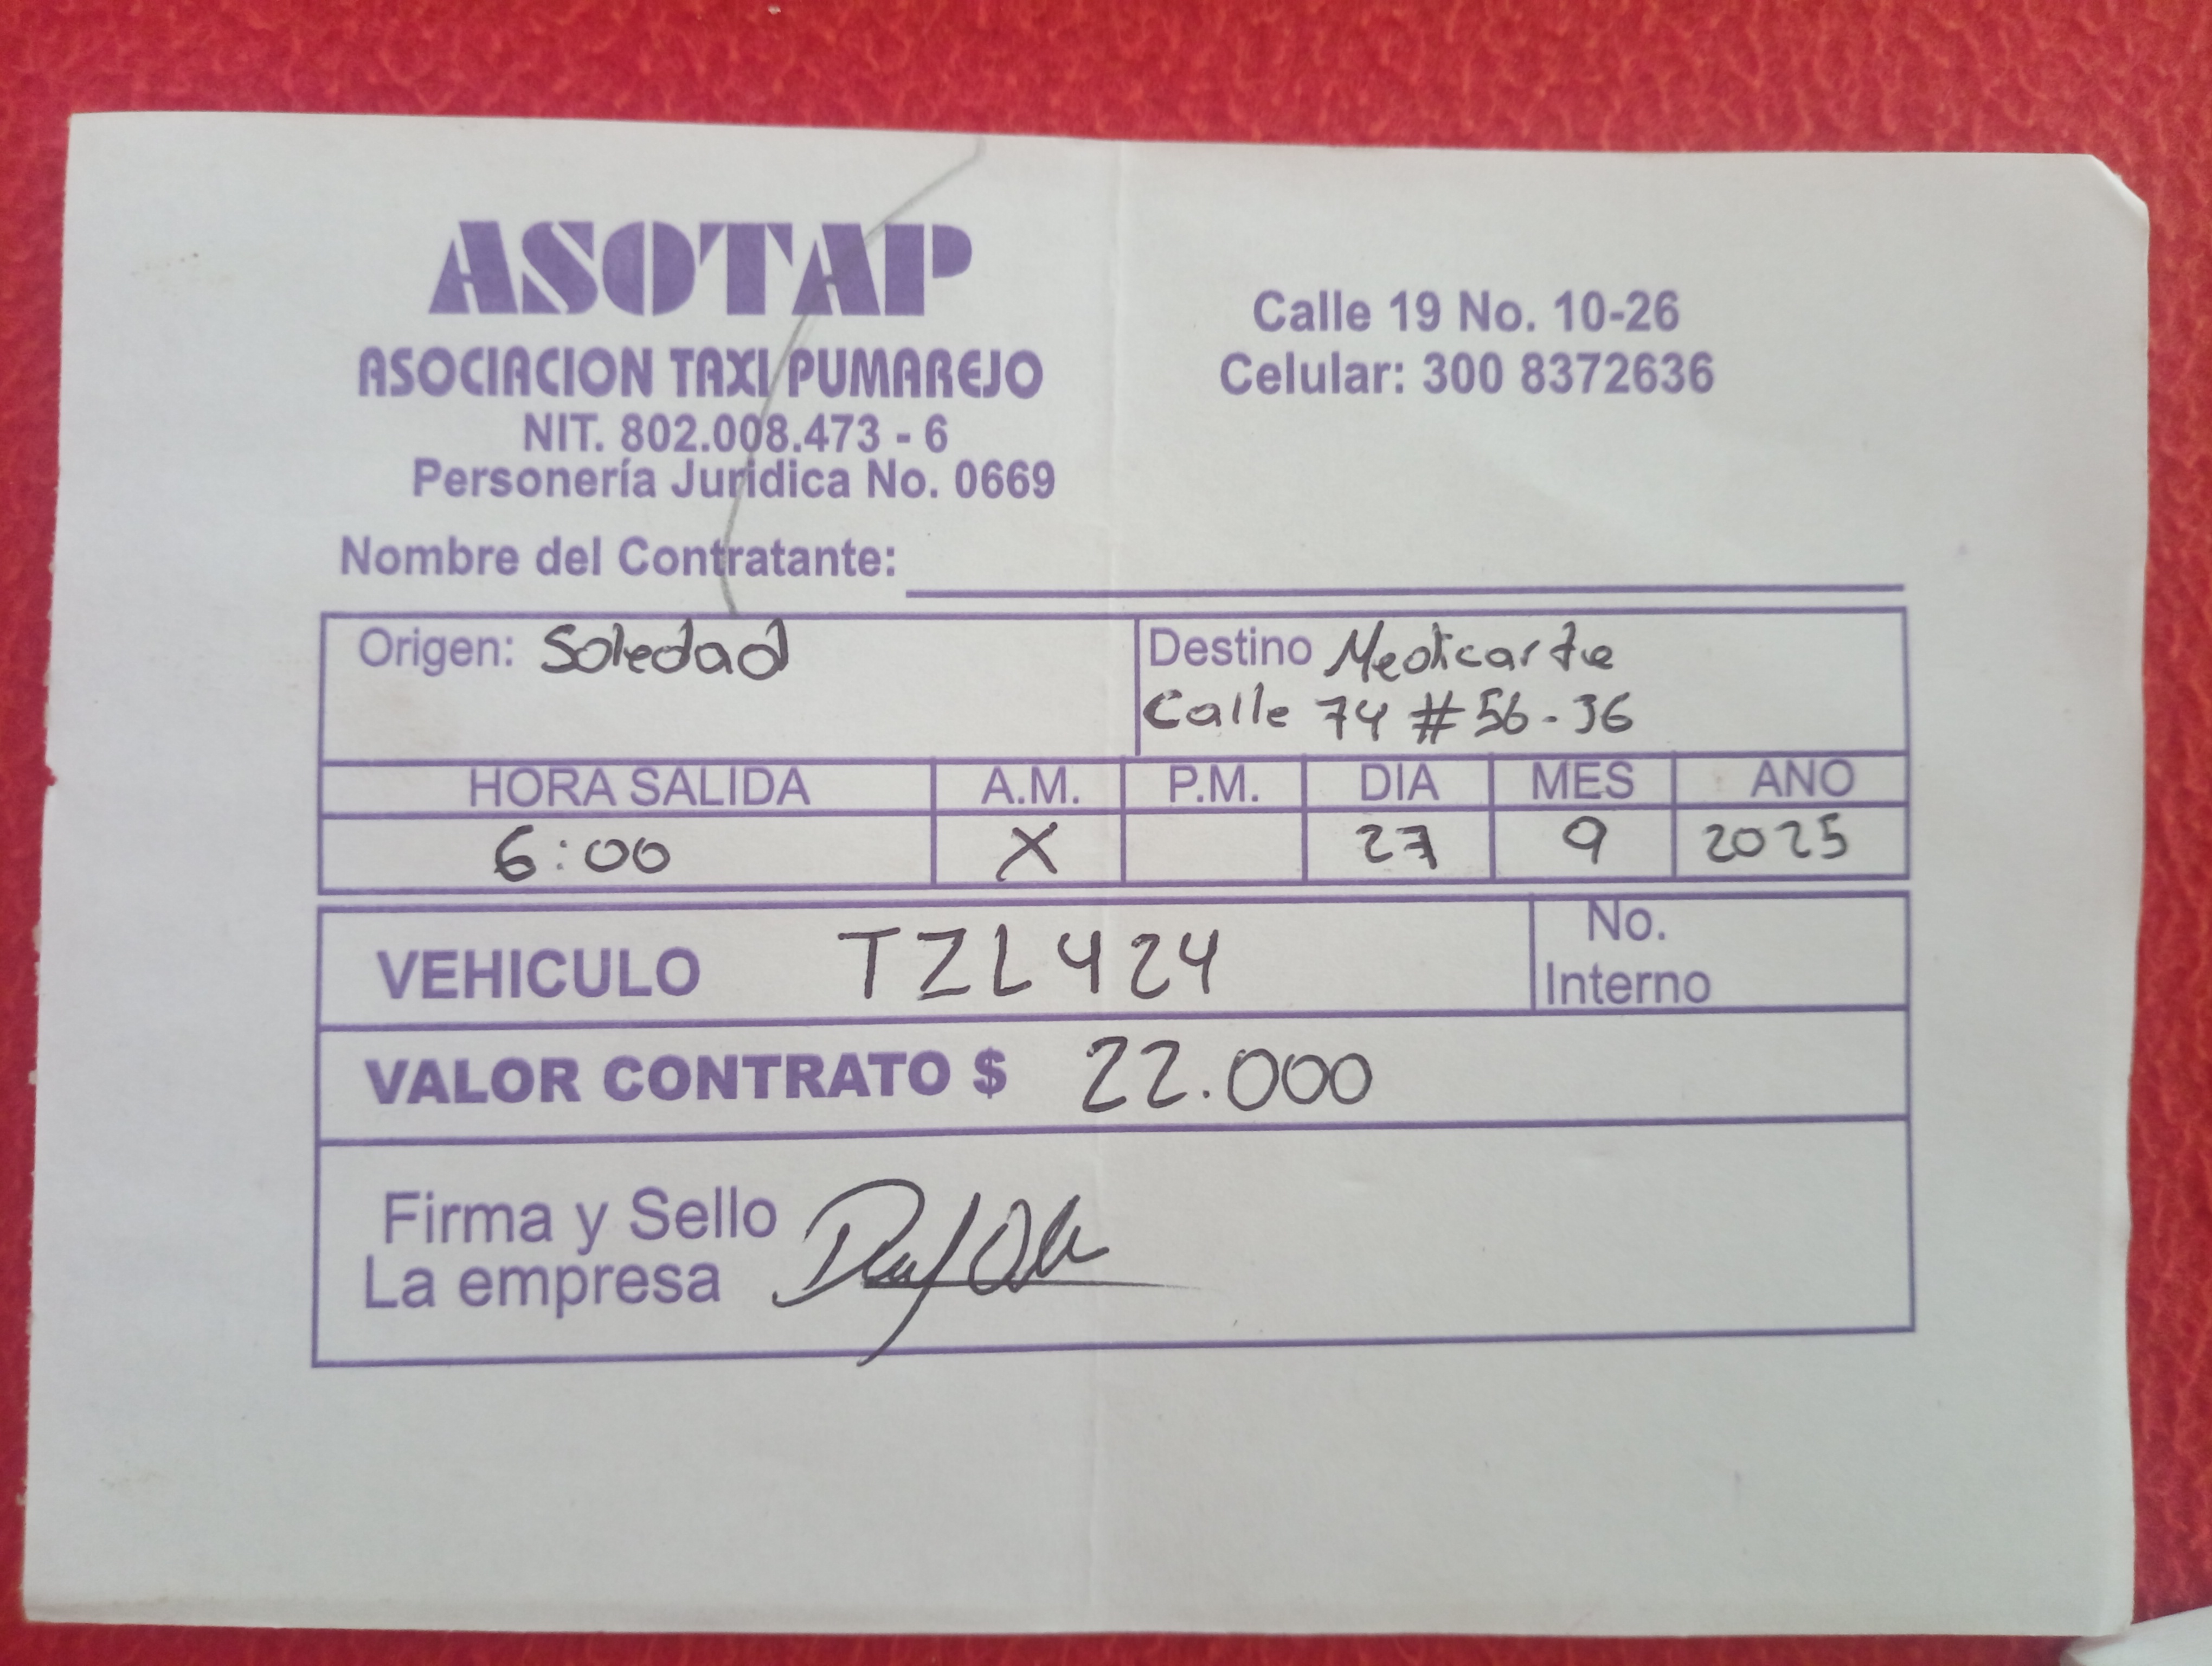 ASOTAP
ASOCIACION TAXI PUMAREJO
NIT. 802.008.473 - 6
Personería Juridica No. 0669
Calle 19 No. 10-26
Celular: 300 8372636
Nombre del Contratante:
Origen: Soledad
Destino Medicarte
Calle 74 #56-36
HORA SALIDA A.M. P.M. DIA MES ANO
6:00 X 27 9 2025
VEHICULO TZL424
No.
Interno
VALOR CONTRATO $ 22.000
Firma y Sello
La empresa